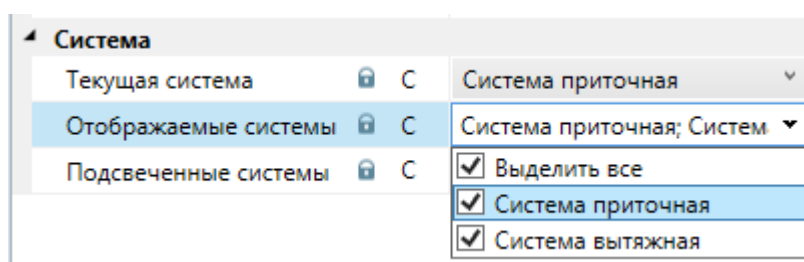 Система
Текущая система С Система приточная
Отображаемые системы С Система приточная; Систем
Подсвеченные системы С Выделить все
Система приточная
Система вытяжная